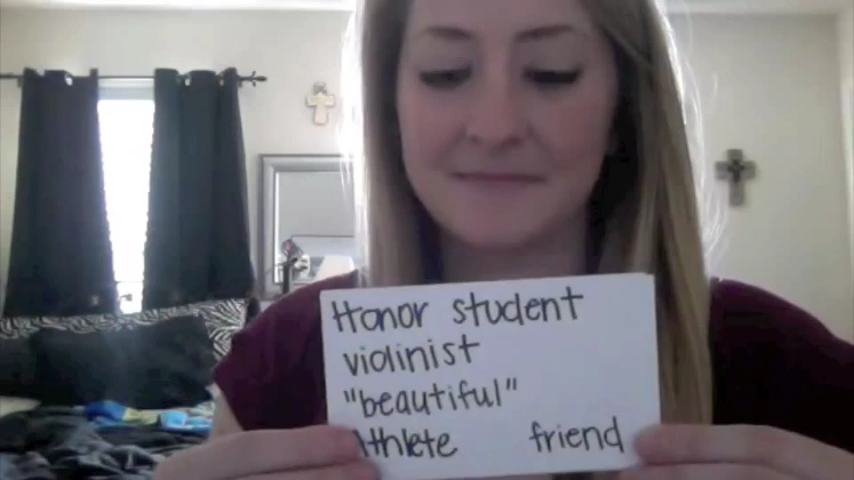 Honor student
violinist
"beautiful"
Athlete friend